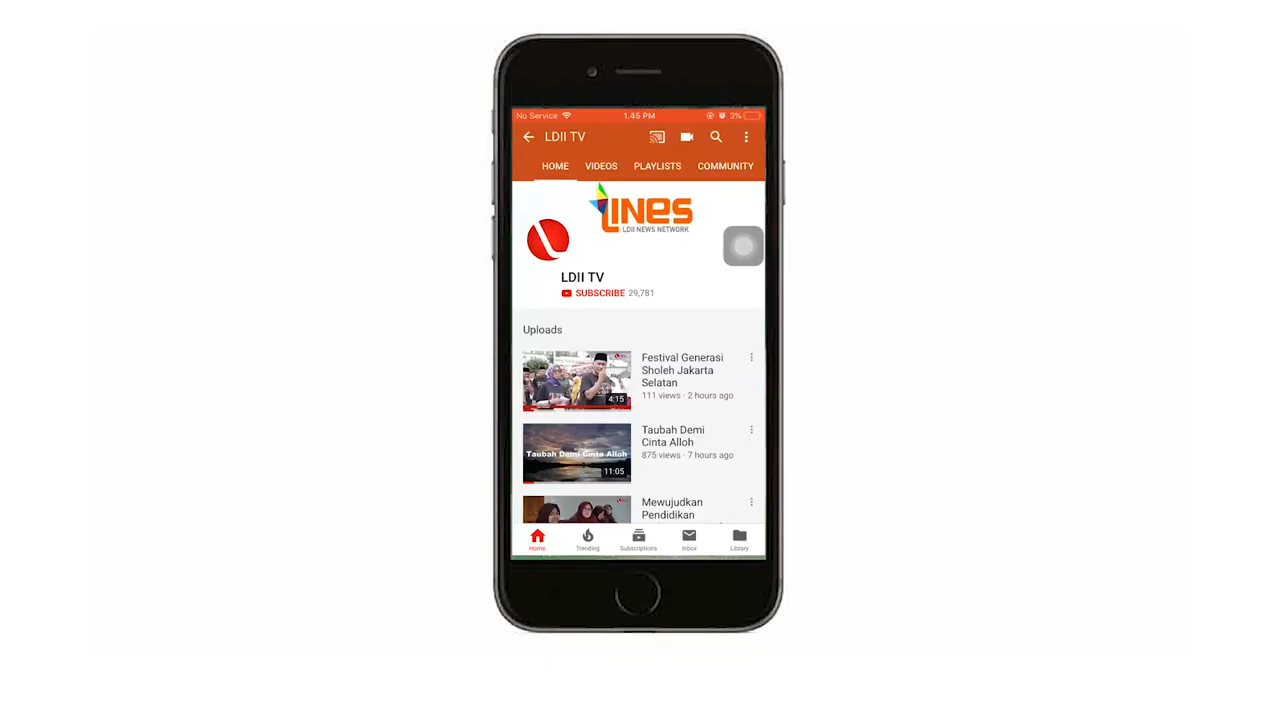 No Service 1.45 PM 3%
LDII TV
HOME VIDEOS PLAYLISTS COMMUNITY
LINES
LDII NEWS NETWORK
LDII TV
SUBSCRIBE 29,781
Uploads
4:15
Festival Generasi
Sholeh Jakarta
Selatan
111 views · 2 hours ago
Taubah Demi Cinta Alloh
11:05
Taubah Demi
Cinta Alloh
875 views · 7 hours ago
Mewujudkan
Pendidikan
Home Trending Subscriptions Inbox Library